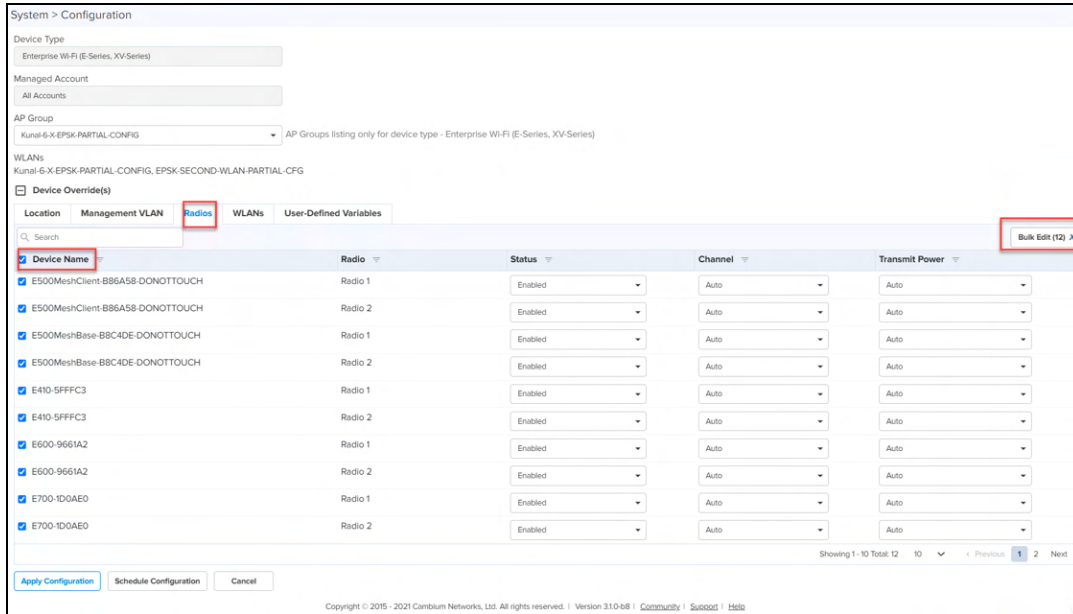 System > Configuration
Device Type
Enterprise Wi-Fi (E-Series, XV-Series)
Managed Account
All Accounts
AP Group
Kunal-6-X-EPSK-PARTIAL-CONFIG AP Groups listing only for device type - Enterprise Wi-Fi (E-Series, XV-Series)
WLANs
Kunal-6-X-EPSK-PARTIAL-CONFIG, EPSK-SECOND-WLAN-PARTIAL-CFG
Device Override(s)
Location Management VLAN Radios WLANs User-Defined Variables
Search Bulk Edit (12)
Device Name Radio Status Channel Transmit Power
E500MeshClient-B86A58-DONOTTOUCH Radio 1 Enabled Auto Auto
E500MeshClient-B86A58-DONOTTOUCH Radio 2 Enabled Auto Auto
E500MeshBase-B8C4DE-DONOTTOUCH Radio 1 Enabled Auto Auto
E500MeshBase-B8C4DE-DONOTTOUCH Radio 2 Enabled Auto Auto
E410-5FFFC3 Radio 1 Enabled Auto Auto
E410-5FFFC3 Radio 2 Enabled Auto Auto
E600-9661A2 Radio 1 Enabled Auto Auto
E600-9661A2 Radio 2 Enabled Auto Auto
E700-1D0AE0 Radio 1 Enabled Auto Auto
E700-1D0AE0 Radio 2 Enabled Auto Auto
Showing 1 - 10 Total: 12 10 < Previous 1 2 Next
Apply Configuration Schedule Configuration Cancel
Copyright © 2015 - 2021 Cambium Networks, Ltd. All rights reserved. | Version 3.1.0-b8 | Community | Support | Help